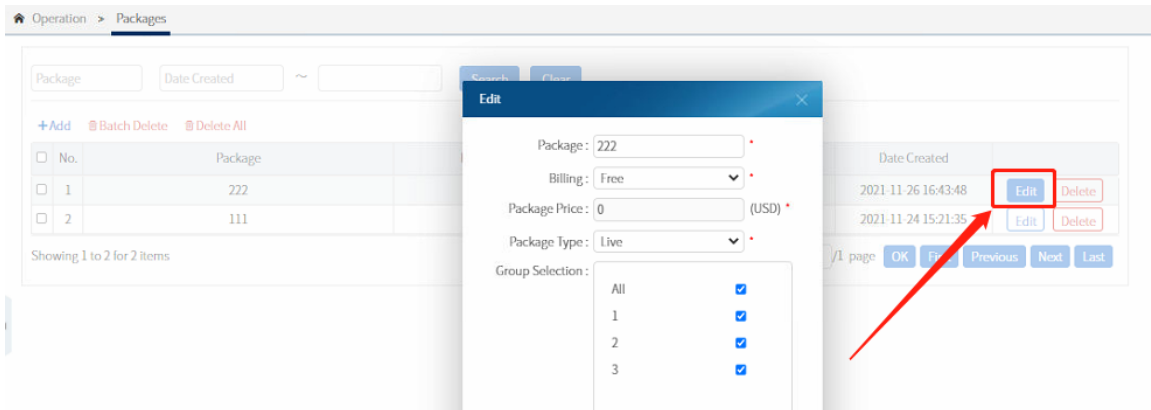 Operation > Packages
Package Date Created ~ Search Clear
Edit
+Add Batch Delete Delete All
Package: 222 *
No. Package Date Created
Billing: Free *
1 222 2021-11-26 16:43:48 Edit Delete
Package Price: 0 (USD) *
2 111 2021-11-24 15:21:35 Edit Delete
Package Type: Live *
Showing 1 to 2 for 2 items /1 page OK Previous Next Last
Group Selection:
All
1
2
3